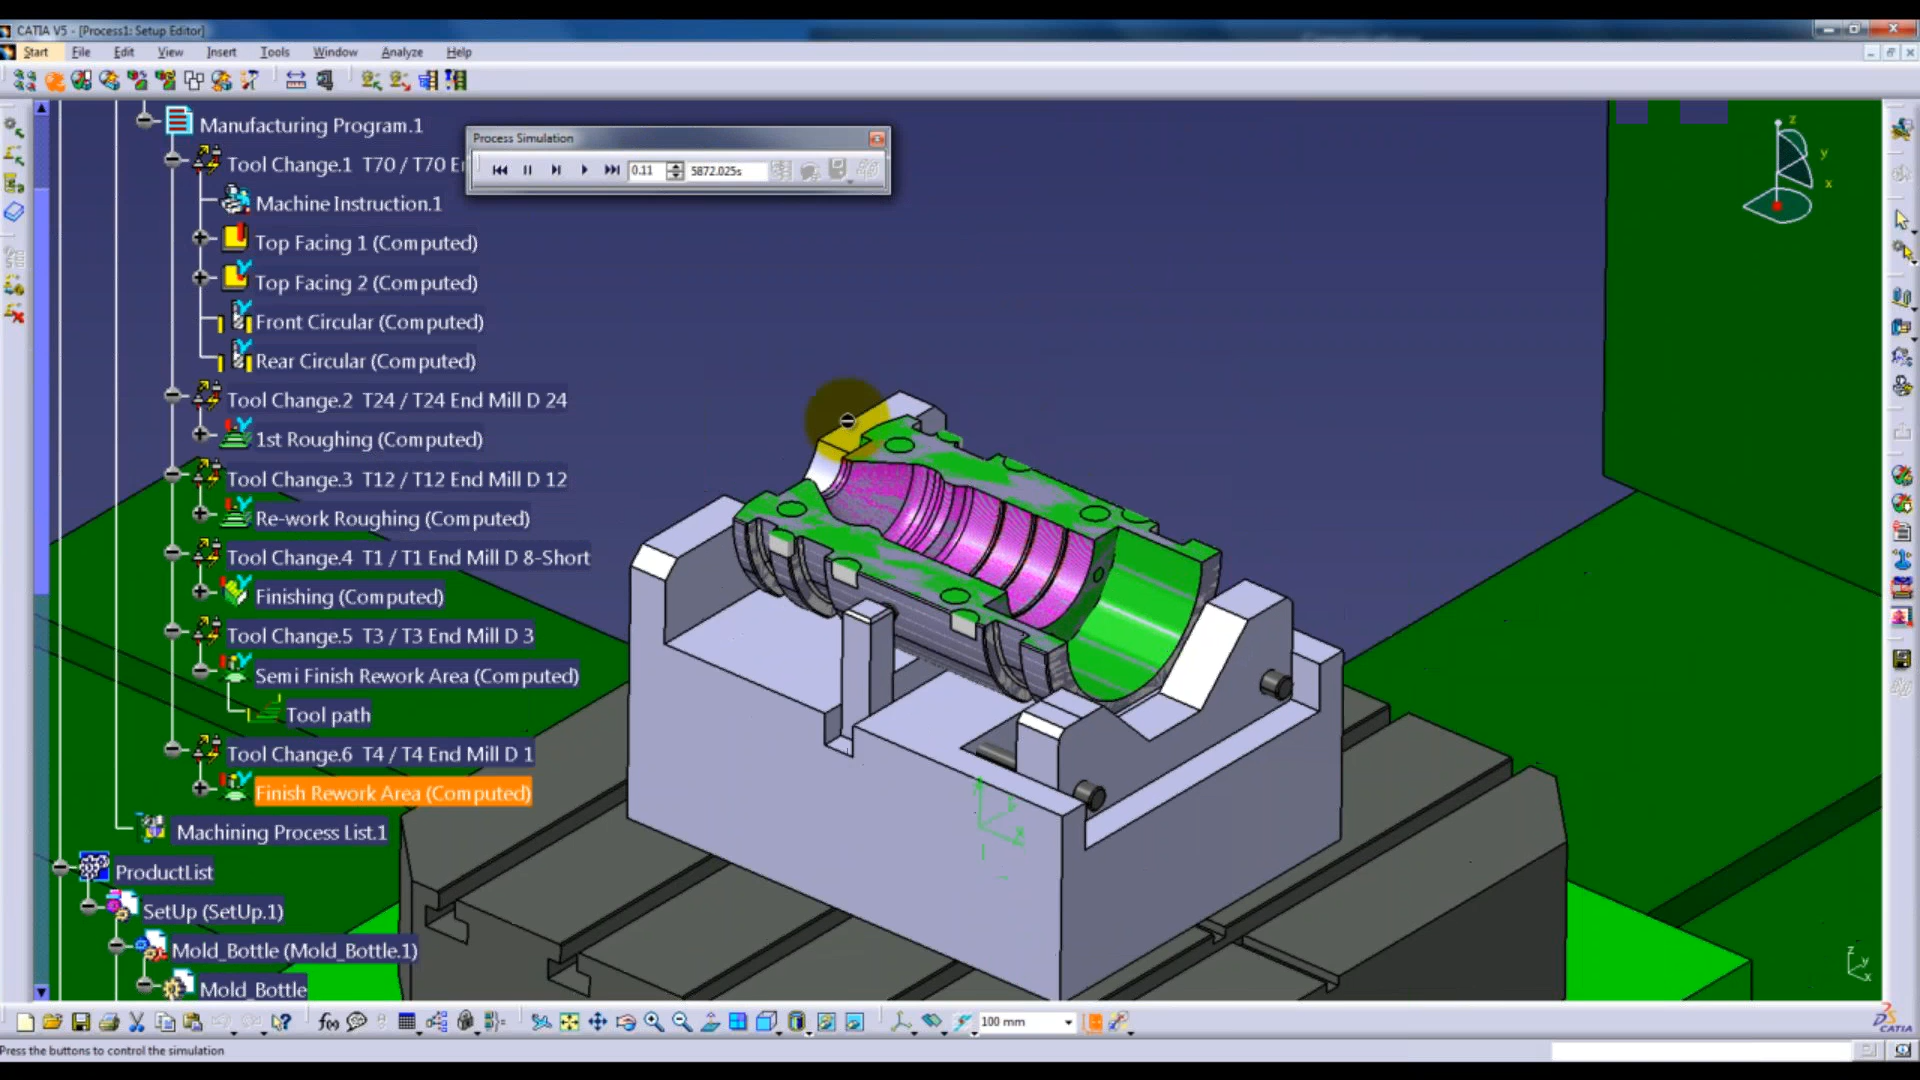 CATIA V5 - [Process1: Setup Editor]
Start File Edit View Insert Tools Window Analyze Help
Manufacturing Program.1
Process Simulation
Tool Change.1 T70 / T70 E
0.11 5872.025s
Machine Instruction.1
Top Facing 1 (Computed)
Top Facing 2 (Computed)
Front Circular (Computed)
Rear Circular (Computed)
Tool Change.2 T24 / T24 End Mill D 24
1st Roughing (Computed)
Tool Change.3 T12 / T12 End Mill D 12
Re-work Roughing (Computed)
Tool Change.4 T1 / T1 End Mill D 8-Short
Finishing (Computed)
Tool Change.5 T3 / T3 End Mill D 3
Semi Finish Rework Area (Computed)
Tool path
Tool Change.6 T4 / T4 End Mill D 1
Finish Rework Area (Computed)
Machining Process List.1
ProductList
SetUp (SetUp.1)
Mold_Bottle (Mold_Bottle.1)
Mold_Bottle
z
y
x
z
y
x
f(x)
100 mm
CATIA
Press the buttons to control the simulation